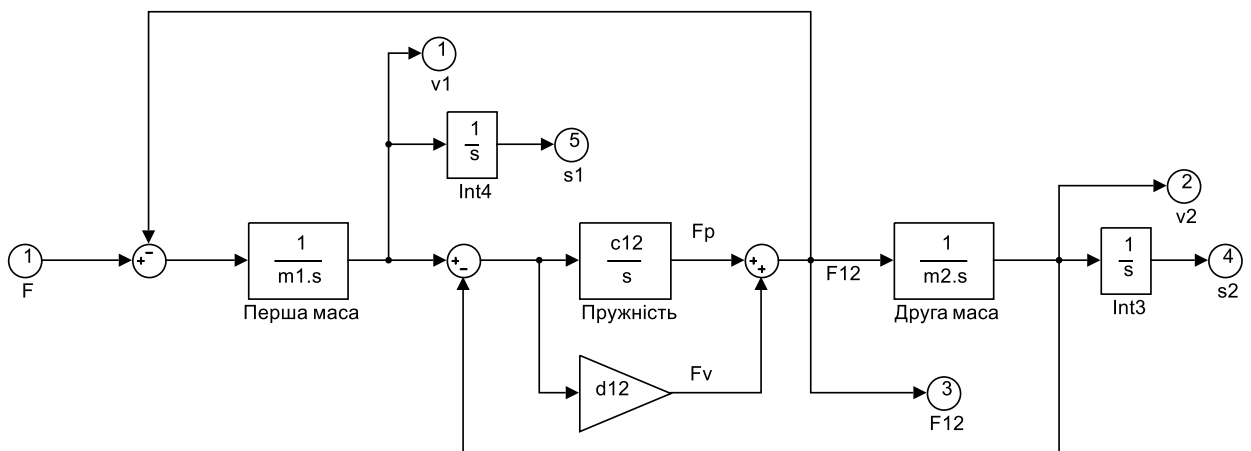 1
v1
1
s
Int4
5
s1
2
v2
1
F
−
+
1
m1.s
Перша маса
+
−
c12
s
Пружність
Fp
+
+
F12
1
m2.s
Друга маса
1
s
Int3
4
s2
d12
Fv
3
F12